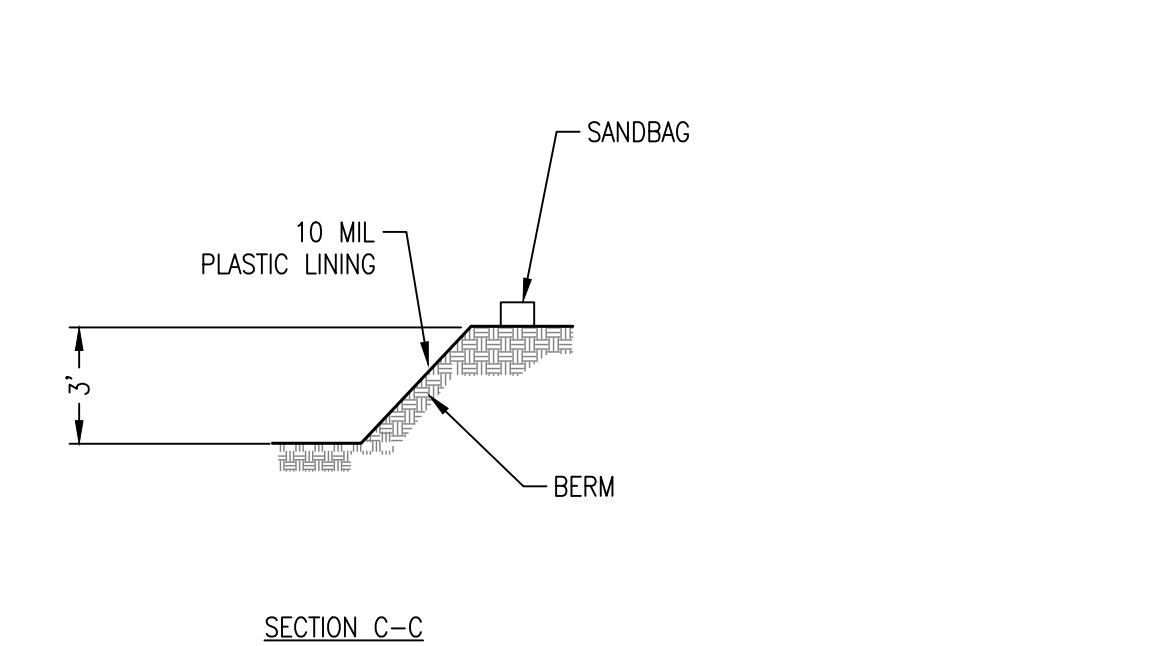 SANDBAG
10 MIL
PLASTIC LINING
3'
BERM
SECTION C-C